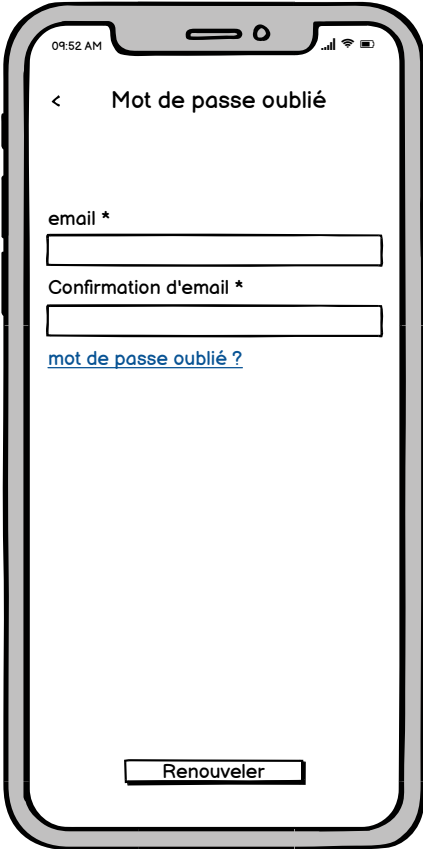 09:52 AM
< Mot de passe oublié
email *
Confirmation d'email *
mot de passe oublié ?
Renouveler